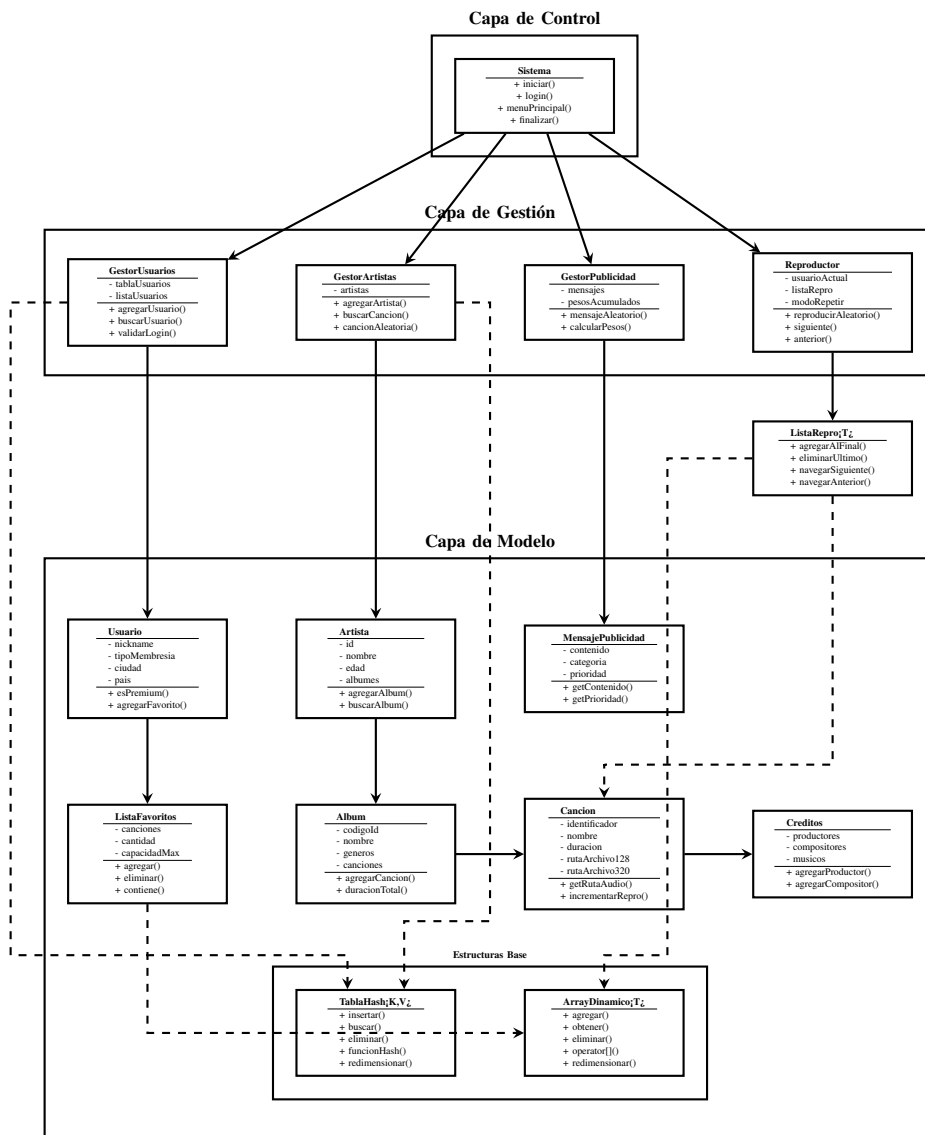 Capa de Control
Sistema
+ iniciar()
+ login()
+ menuPrincipal()
+ finalizar()
Capa de Gestión
GestorUsuarios
- tablaUsuarios
- listaUsuarios
+ agregarUsuario()
+ buscarUsuario()
+ validarLogin()
GestorArtistas
- artistas
+ agregarArtista()
+ buscarCancion()
+ cancionAleatoria()
GestorPublicidad
- mensajes
- pesosAcumulados
+ mensajeAleatorio()
+ calcularPesos()
Reproductor
- usuarioActual
- listaRepro
- modoRepetir
+ reproducirAleatorio()
+ siguiente()
+ anterior()
ListaRepro¡T¿
+ agregarAlFinal()
+ eliminarUltimo()
+ navegarSiguiente()
+ navegarAnterior()
Capa de Modelo
Usuario
- nickname
- tipoMembresia
- ciudad
- pais
+ esPremium()
+ agregarFavorito()
Artista
- id
- nombre
- edad
- albumes
+ agregarAlbum()
+ buscarAlbum()
MensajePublicidad
- contenido
- categoria
- prioridad
+ getContenido()
+ getPrioridad()
ListaFavoritos
- canciones
- cantidad
- capacidadMax
+ agregar()
+ eliminar()
+ contiene()
Album
- codigoId
- nombre
- generos
- canciones
+ agregarCancion()
+ duracionTotal()
Cancion
- identificador
- nombre
- duracion
- rutaArchivo128
- rutaArchivo320
+ getRutaAudio()
+ incrementarRepro()
Creditos
- productores
- compositores
- musicos
+ agregarProductor()
+ agregarCompositor()
Estructuras Base
TablaHash¡K,V¿
+ insertar()
+ buscar()
+ eliminar()
+ funcionHash()
+ redimensionar()
ArrayDinamico¡T¿
+ agregar()
+ obtener()
+ eliminar()
+ operator[]()
+ redimensionar()